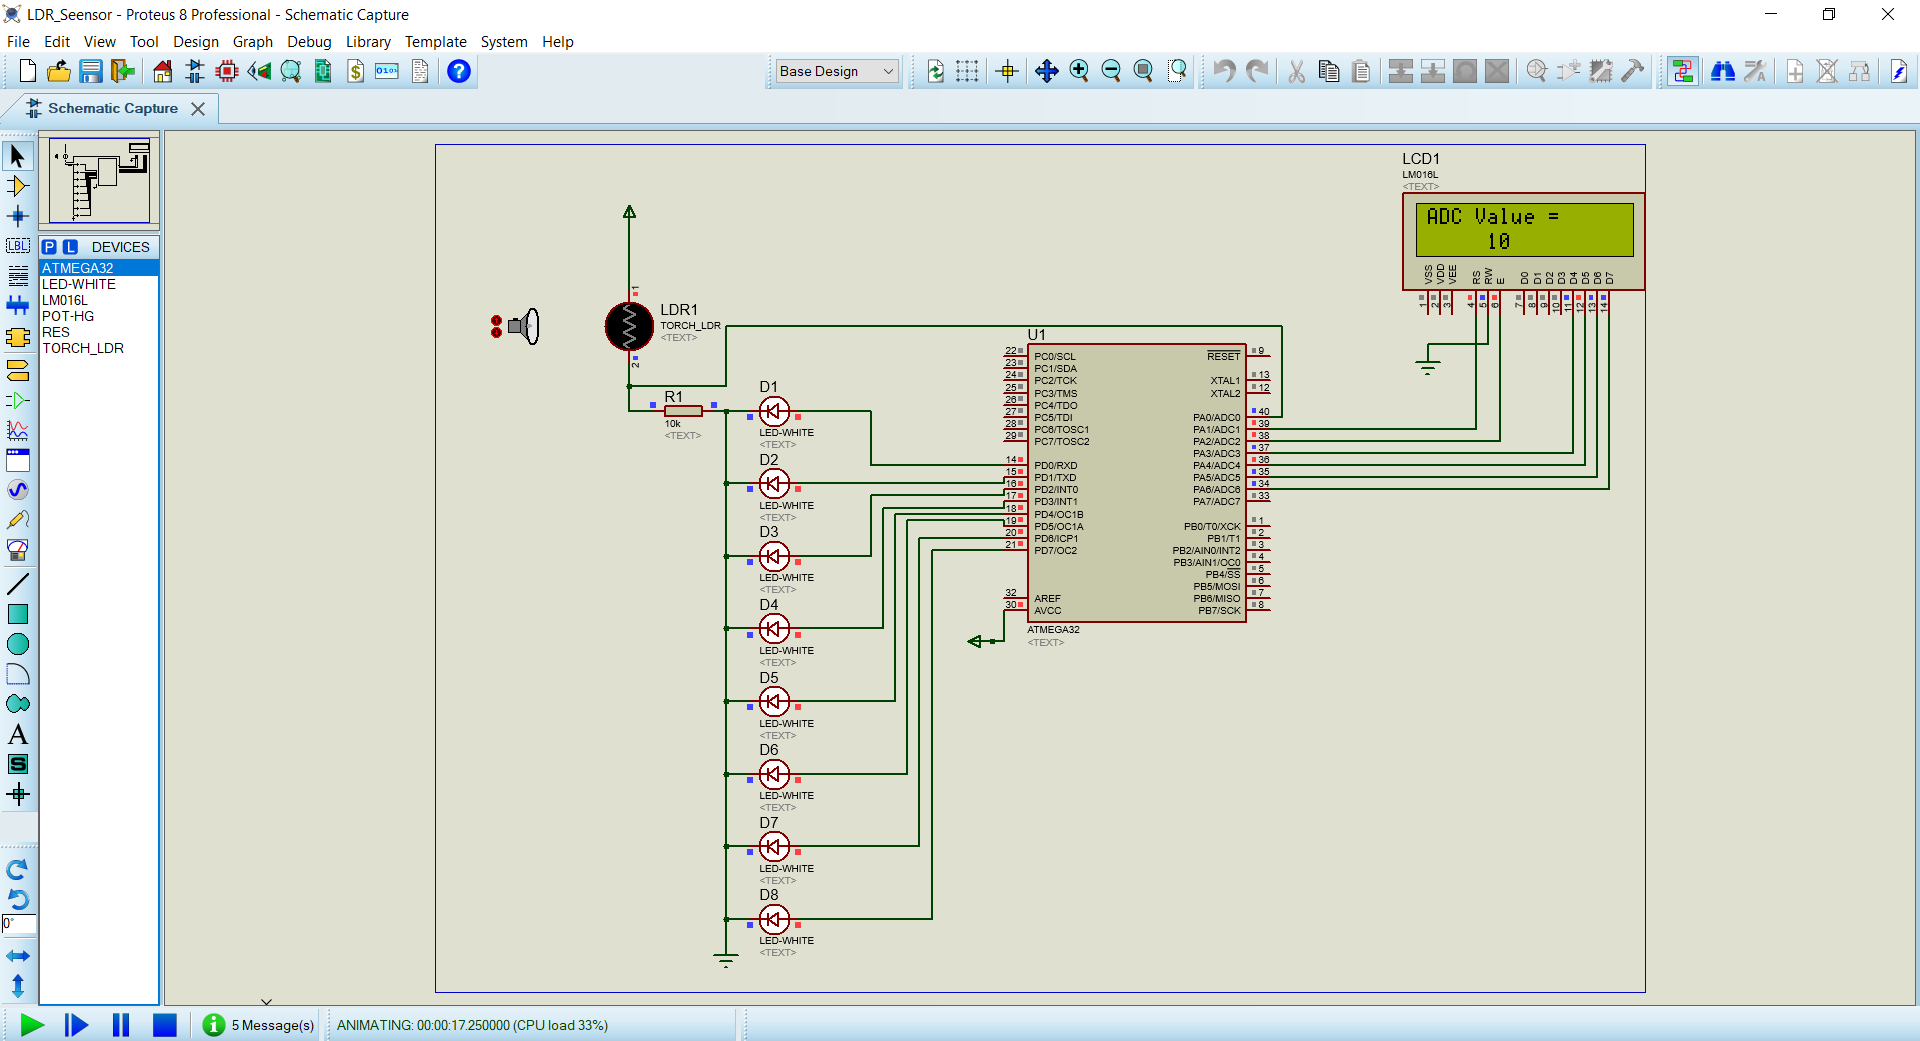 LDR_Seensor - Proteus 8 Professional - Schematic Capture
File Edit View Tool Design Graph Debug Library Template System Help
Base Design
Schematic Capture
P L DEVICES
ATMEGA32
LED-WHITE
LM016L
POT-HG
RES
TORCH_LDR
LBL
A
S
0°
LCD1
LM016L
<TEXT>
ADC Value =
10
VSS VDD VEE RS RW E D0 D1 D2 D3 D4 D5 D6 D7
1 2 3 4 5 6 7 8 9 10 11 12 13 14
1
LDR1
TORCH_LDR
<TEXT>
2
R1
10k
<TEXT>
D1
LED-WHITE
<TEXT>
D2
LED-WHITE
<TEXT>
D3
LED-WHITE
<TEXT>
D4
LED-WHITE
<TEXT>
D5
LED-WHITE
<TEXT>
D6
LED-WHITE
<TEXT>
D7
LED-WHITE
<TEXT>
D8
LED-WHITE
<TEXT>
U1
22 PC0/SCL RESET 9
23 PC1/SDA
24 PC2/TCK XTAL1 13
25 PC3/TMS XTAL2 12
26 PC4/TDO
27 PC5/TDI PA0/ADC0 40
28 PC6/TOSC1 PA1/ADC1 39
29 PC7/TOSC2 PA2/ADC2 38
PA3/ADC3 37
14 PD0/RXD PA4/ADC4 36
15 PD1/TXD PA5/ADC5 35
16 PD2/INT0 PA6/ADC6 34
17 PD3/INT1 PA7/ADC7 33
18 PD4/OC1B
19 PD5/OC1A PB0/T0/XCK 1
20 PD6/ICP1 PB1/T1 2
21 PD7/OC2 PB2/AIN0/INT2 3
PB3/AIN1/OC0 4
PB4/SS 5
PB5/MOSI 6
32 AREF PB6/MISO 7
30 AVCC PB7/SCK 8
ATMEGA32
<TEXT>
5 Message(s)
ANIMATING: 00:00:17.250000 (CPU load 33%)